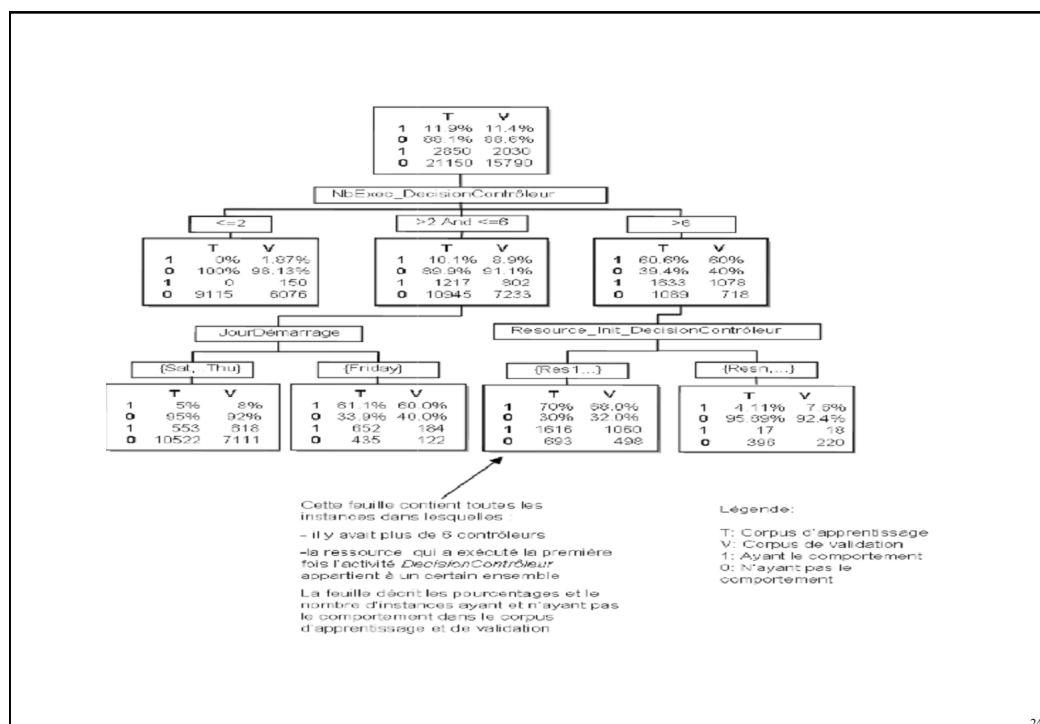 T V
1 11.9% 11.4%
0 88.1% 88.6%
1 2850 2030
0 21150 15790
NbExec_DecisionContrôleur
<=2
>2 And <=6
>6
T V
1 0% 1.87%
0 100% 98.13%
1 0 150
0 9115 6076
T V
1 10.1% 8.9%
0 89.9% 91.1%
1 1217 802
0 10945 7233
T V
1 60.6% 60%
0 39.4% 40%
1 1633 1078
0 1089 718
JourDémarrage
Resource_Init_DecisionContrôleur
{Sat,..Thu}
{Friday}
{Res1...}
{Resn,...}
T V
1 5% 8%
0 95% 92%
1 553 618
0 10522 7111
T V
1 61.1% 60.0%
0 33.9% 40.0%
1 652 184
0 435 122
T V
1 70% 68.0%
0 30% 32.0%
1 1616 1060
0 693 498
T V
1 4.11% 7.6%
0 95.89% 92.4%
1 17 18
0 396 220
Cette feuille contient toutes les
instances dans lesquelles :
- il y avait plus de 6 contrôleurs
-la ressource qui a exécuté la première
fois l'activité DecisionContrôleur
appartient à un certain ensemble
La feuille décrit les pourcentages et le
nombre d'instances ayant et n'ayant pas
le comportement dans le corpus
d'apprentissage et de validation
Légende:
T: Corpus d'apprentissage
V: Corpus de validation
1: Ayant le comportement
0: N'ayant pas le
comportement
24